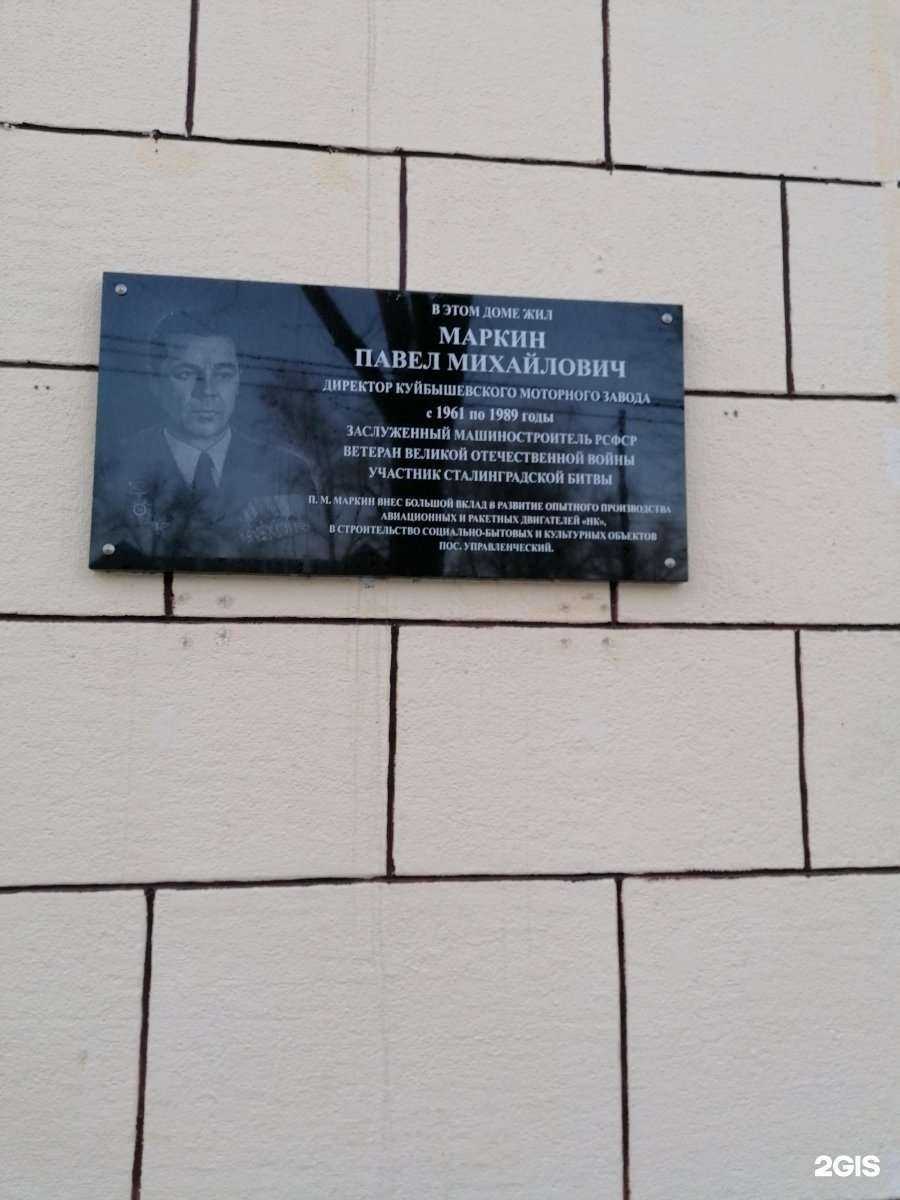 В ЭТОМ ДОМЕ ЖИЛ
МАРКИН
ПАВЕЛ МИХАЙЛОВИЧ
ДИРЕКТОР КУЙБЫШЕВСКОГО МОТОРНОГО ЗАВОДА
с 1961 по 1989 годы
ЗАСЛУЖЕННЫЙ МАШИНОСТРОИТЕЛЬ РСФСР
ВЕТЕРАН ВЕЛИКОЙ ОТЕЧЕСТВЕННОЙ ВОЙНЫ
УЧАСТНИК СТАЛИНГРАДСКОЙ БИТВЫ
П. М. МАРКИН ВНЕС БОЛЬШОЙ ВКЛАД В РАЗВИТИЕ ОПЫТНОГО ПРОИЗВОДСТВА
АВИАЦИОННЫХ И РАКЕТНЫХ ДВИГАТЕЛЕЙ «НК»,
В СТРОИТЕЛЬСТВО СОЦИАЛЬНО-БЫТОВЫХ И КУЛЬТУРНЫХ ОБЪЕКТОВ
ПОС. УПРАВЛЕНЧЕСКИЙ.
2GIS